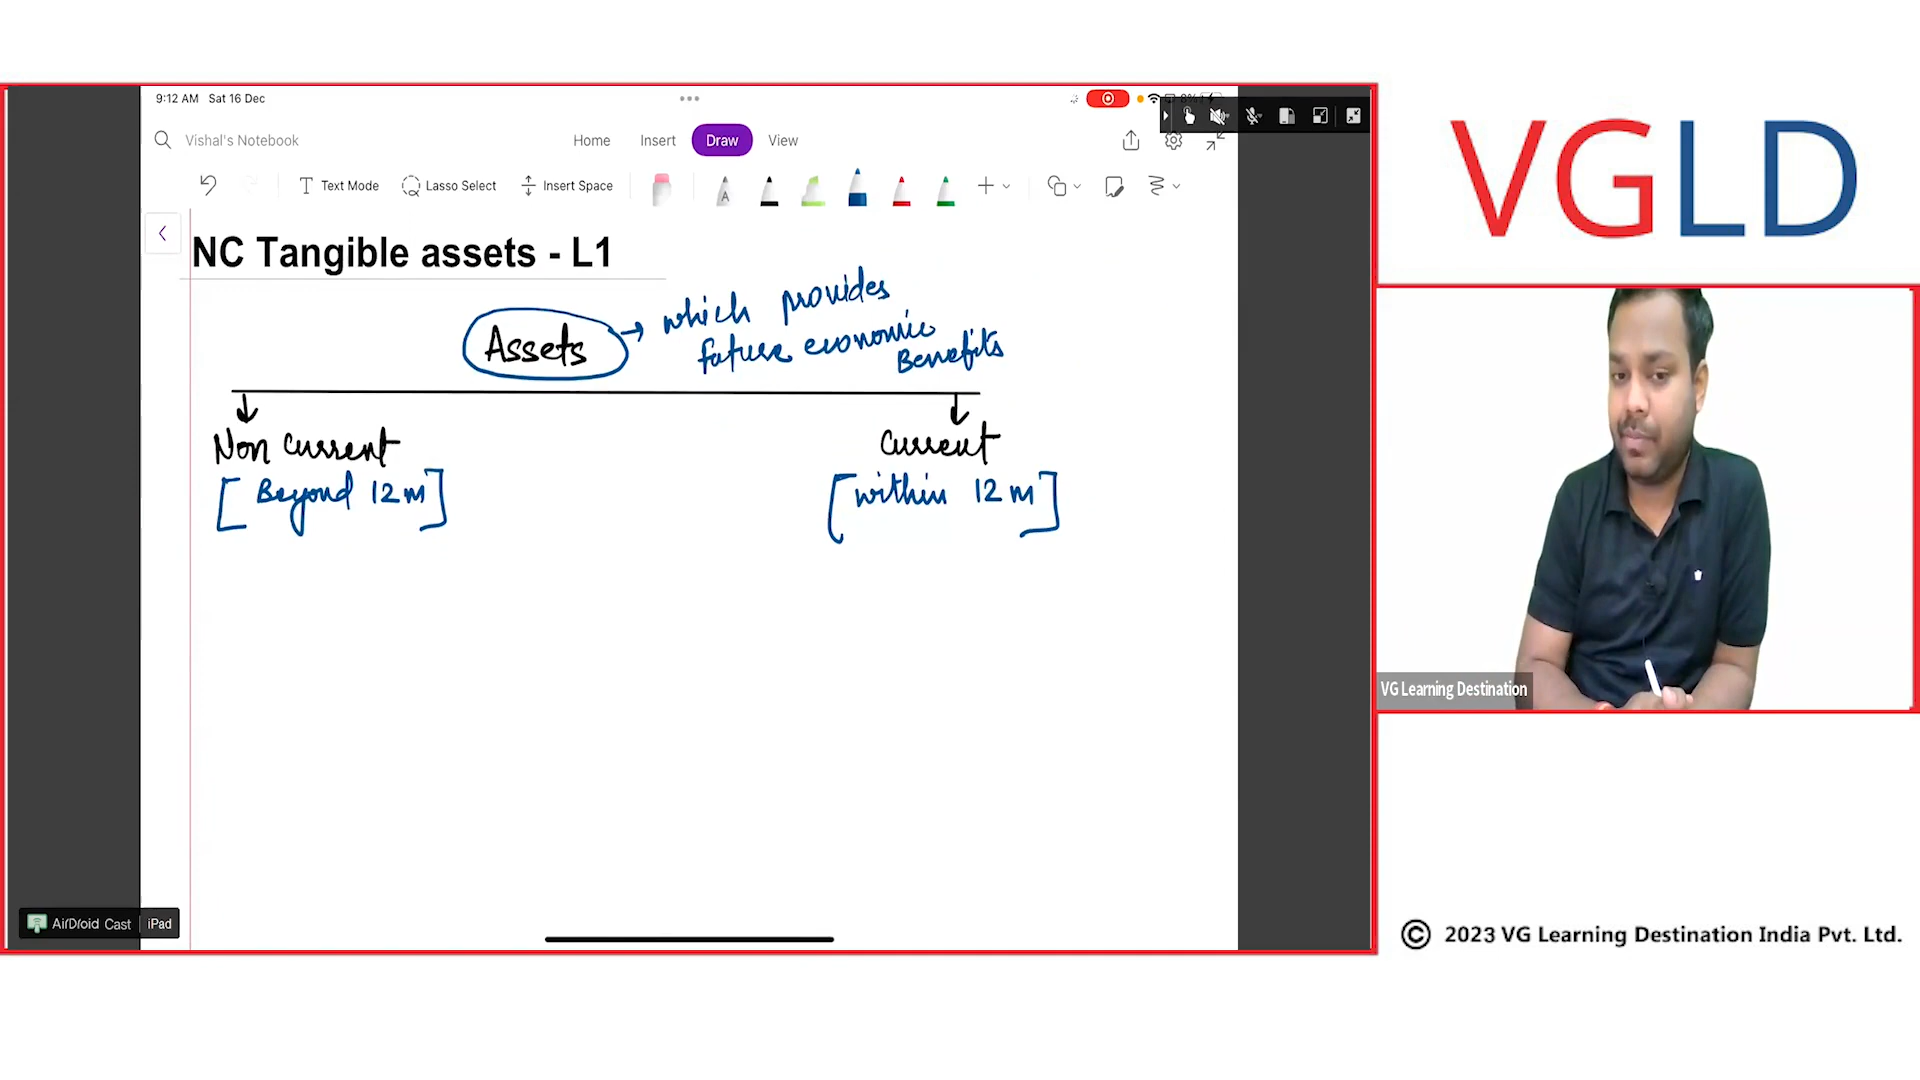 9:12 AM Sat 16 Dec
8%
Vishal's Notebook
Home Insert Draw View
Text Mode Lasso Select Insert Space
A
NC Tangible assets - L1
Assets → which provides
future economic
Benefits
Non Current
[Beyond 12 m]
Current
[within 12 m]
AirDroid Cast iPad
VGLD
VG Learning Destination
© 2023 VG Learning Destination India Pvt. Ltd.